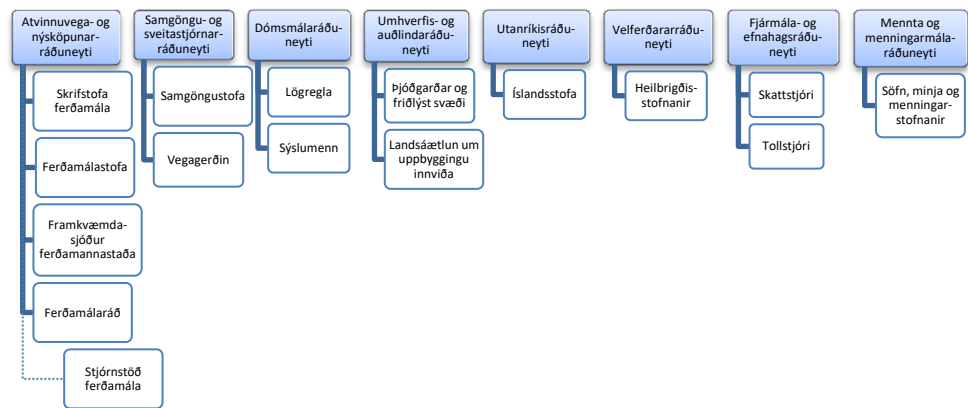 Atvinnuvega- og
nýsköpunar-
ráðuneyti
Skrifstofa
ferðamála
Ferðamálastofa
Framkvæmda-
sjóður
ferðamannastaða
Ferðamálaráð
Stjórnstöð
ferðamála
Samgöngu- og
sveitastjórnar-
ráðuneyti
Samgöngustofa
Vegagerðin
Dómsmálaráðu-
neyti
Lögregla
Sýslumenn
Umhverfis- og
auðlindaráðu-
neyti
Þjóðgarðar og
friðlýst svæði
Landsáætlun um
uppbyggingu
innviða
Utanríkisráðu-
neyti
Íslandsstofa
Velferðararráðu-
neyti
Heilbrigðis-
stofnanir
Fjármála- og
efnahagsráðu-
neyti
Skattstjóri
Tollstjóri
Mennta og
menningarmála-
ráðuneyti
Söfn, minja og
menningar-
stofnanir